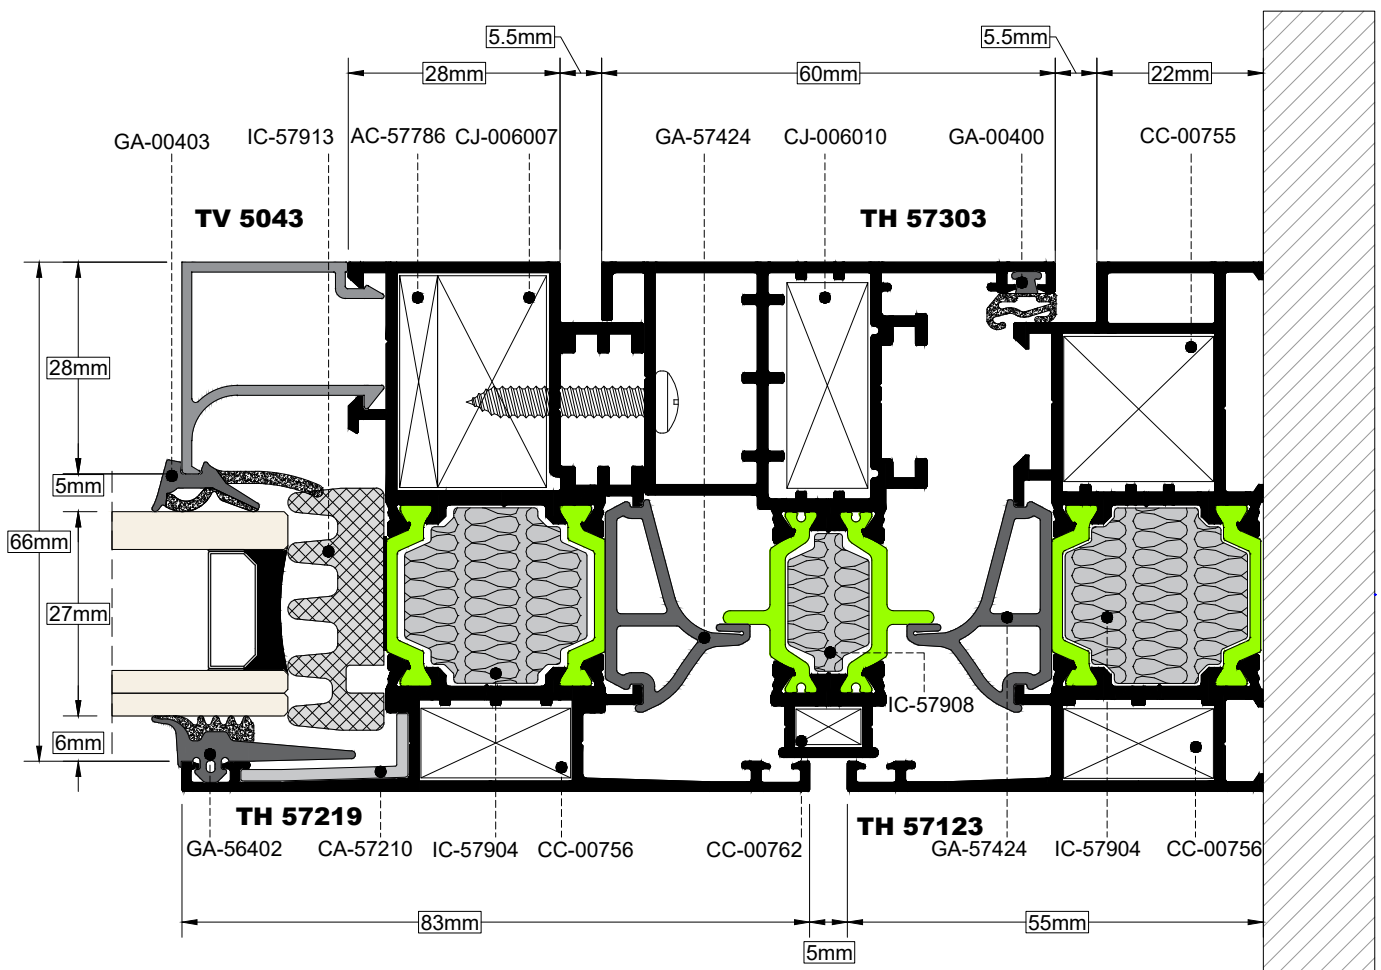 5.5mm
5.5mm
28mm
60mm
22mm
GA-00403
IC-57913
AC-57786
CJ-006007
GA-57424
CJ-006010
GA-00400
CC-00755
TV 5043
TH 57303
28mm
5mm
66mm
27mm
6mm
IC-57908
TH 57219
TH 57123
GA-56402
CA-57210
IC-57904
CC-00756
CC-00762
GA-57424
IC-57904
CC-00756
83mm
5mm
55mm